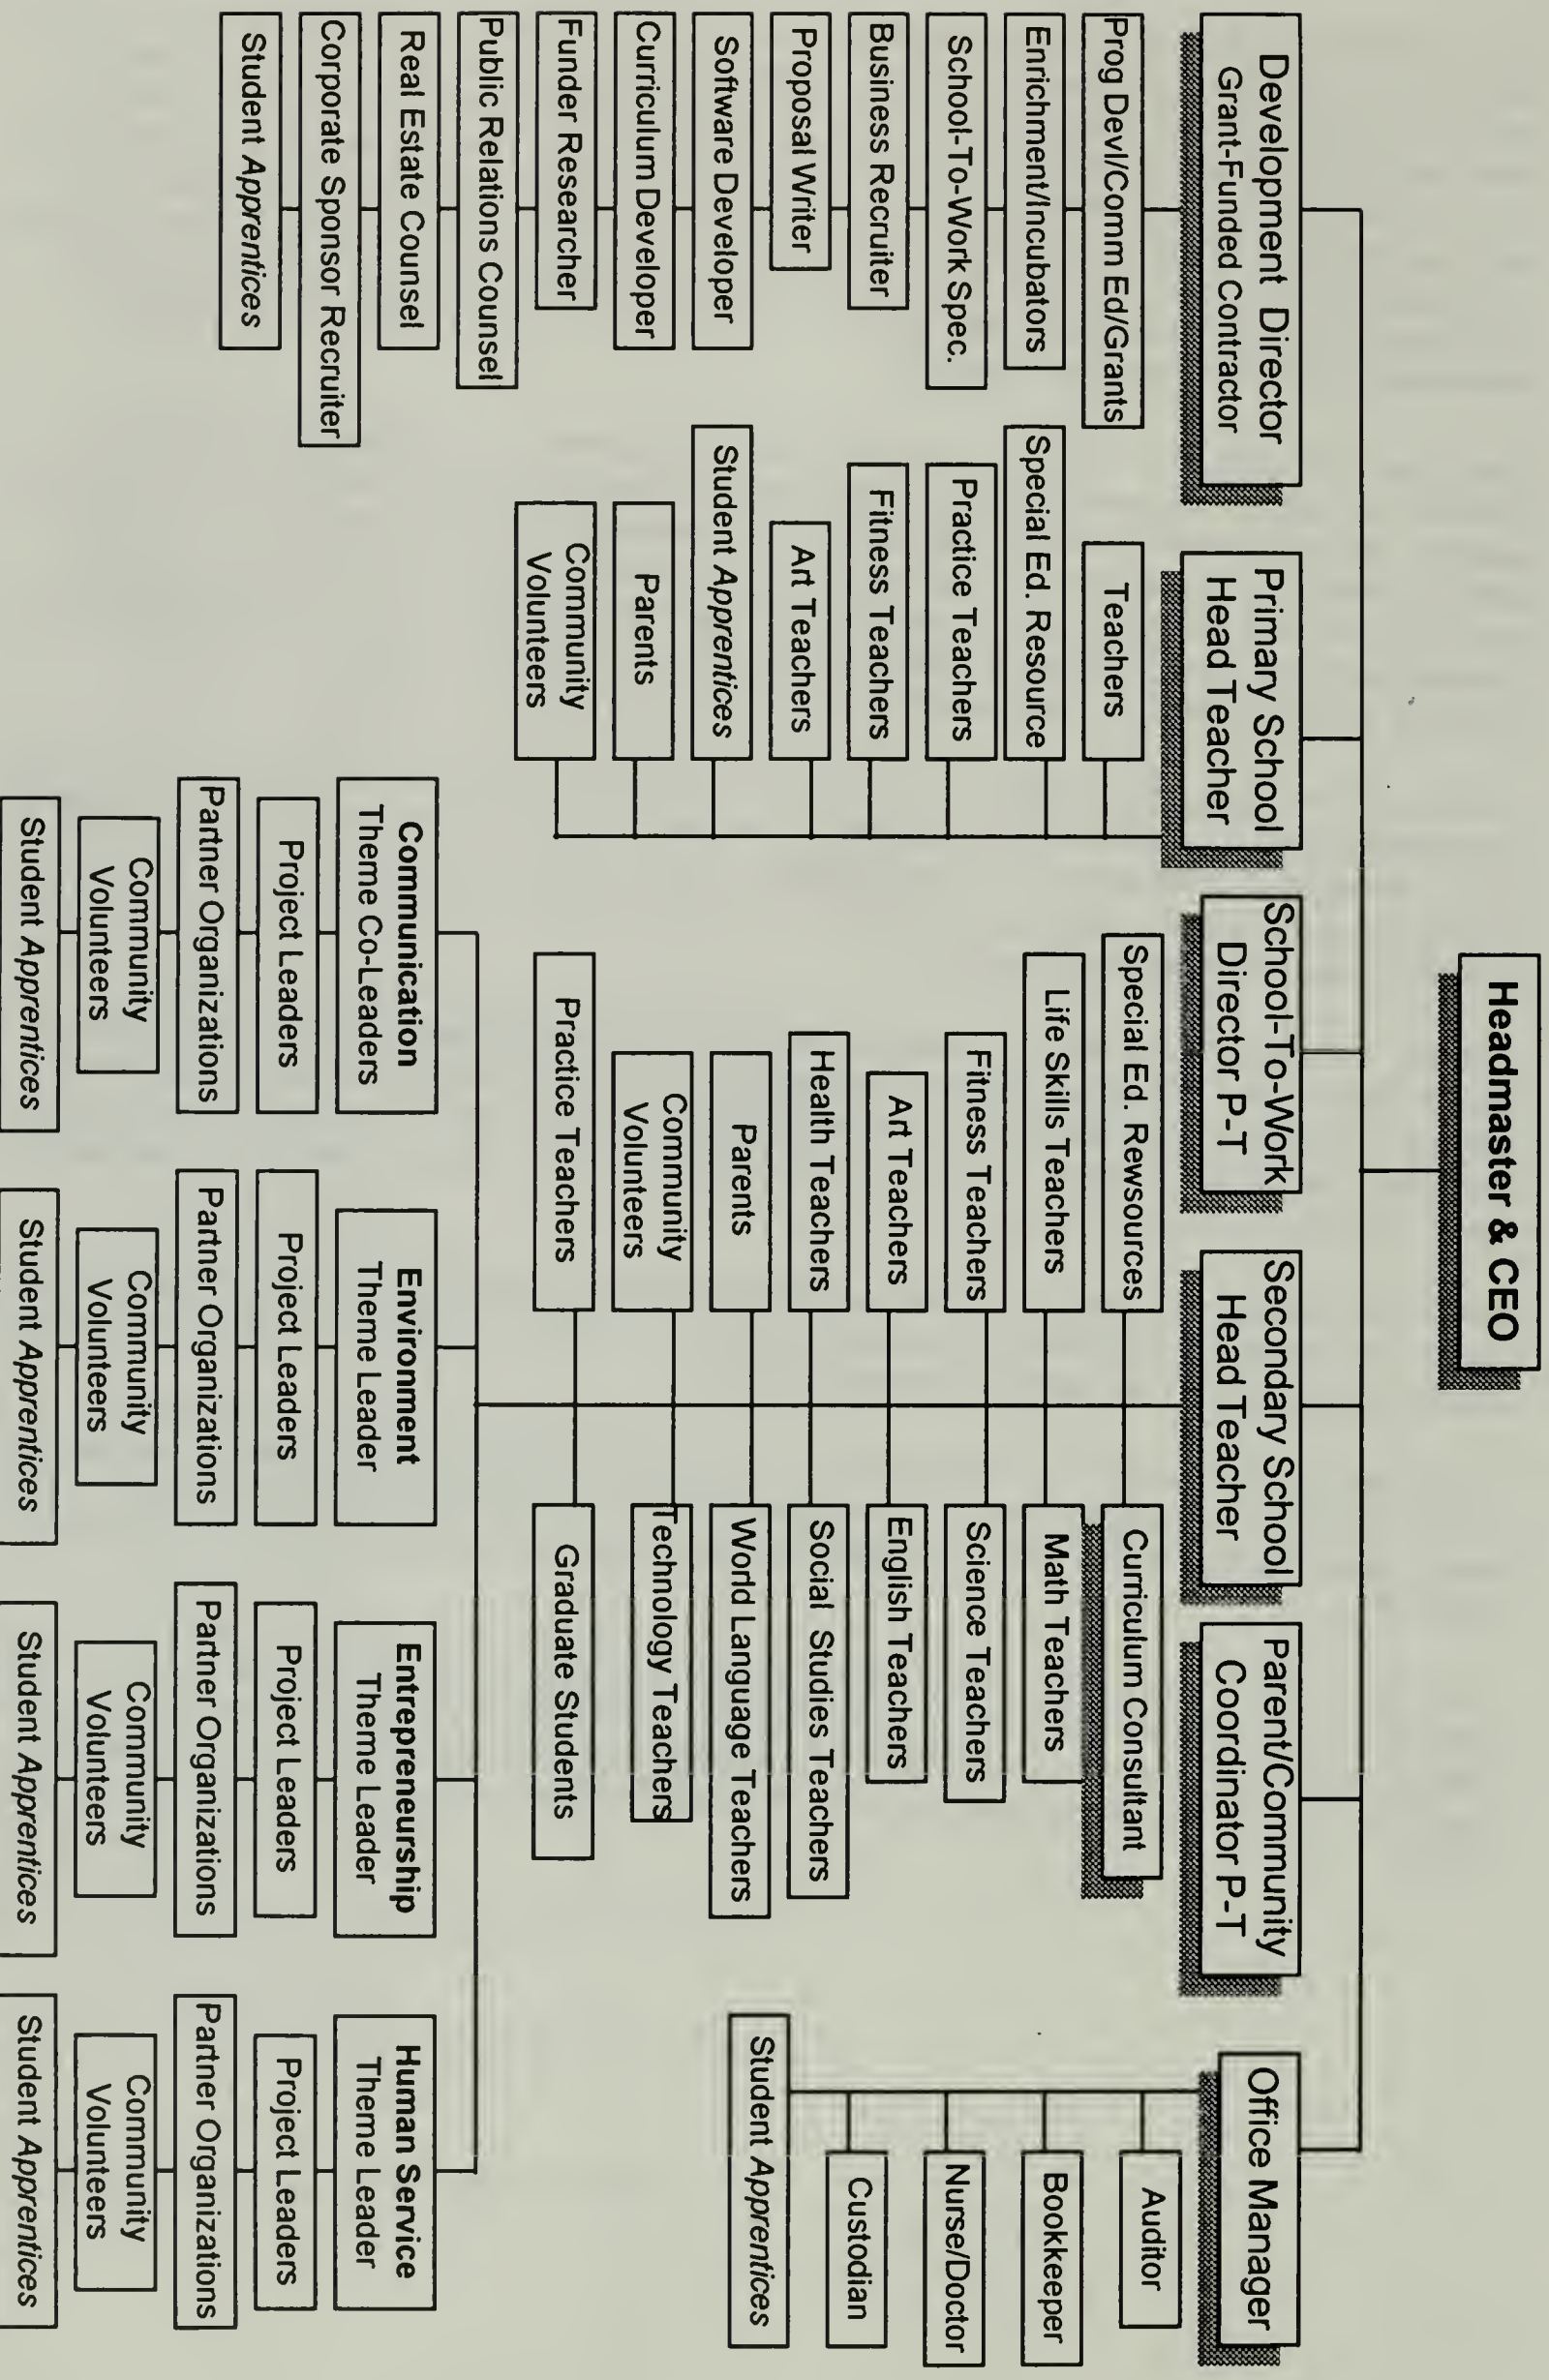 Headmaster & CEO
Development Director
Grant-Funded Contractor
Primary School
Head Teacher
School-To-Work
Director P-T
Secondary School
Head Teacher
Parent/Community
Coordinator P-T
Office Manager
Prog Devl/Comm Ed/Grants
Enrichment/Incubators
School-To-Work Spec.
Business Recruiter
Proposal Writer
Software Developer
Curriculum Developer
Funder Researcher
Public Relations Counsel
Real Estate Counsel
Corporate Sponsor Recruiter
Student Apprentices
Teachers
Special Ed. Resource
Practice Teachers
Fitness Teachers
Art Teachers
Student Apprentices
Parents
Community
Volunteers
Special Ed. Rewsources
Life Skills Teachers
Fitness Teachers
Art Teachers
Health Teachers
Parents
Community
Volunteers
Practice Teachers
Curriculum Consultant
Math Teachers
Science Teachers
English Teachers
Social Studies Teachers
World Language Teachers
Technology Teachers
Graduate Students
Auditor
Bookkeeper
Nurse/Doctor
Custodian
Student Apprentices
Communication
Theme Co-Leaders
Project Leaders
Partner Organizations
Community
Volunteers
Student Apprentices
Environment
Theme Leader
Project Leaders
Partner Organizations
Community
Volunteers
Student Apprentices
Entrepreneurship
Theme Leader
Project Leaders
Partner Organizations
Community
Volunteers
Student Apprentices
Human Service
Theme Leader
Project Leaders
Partner Organizations
Community
Volunteers
Student Apprentices